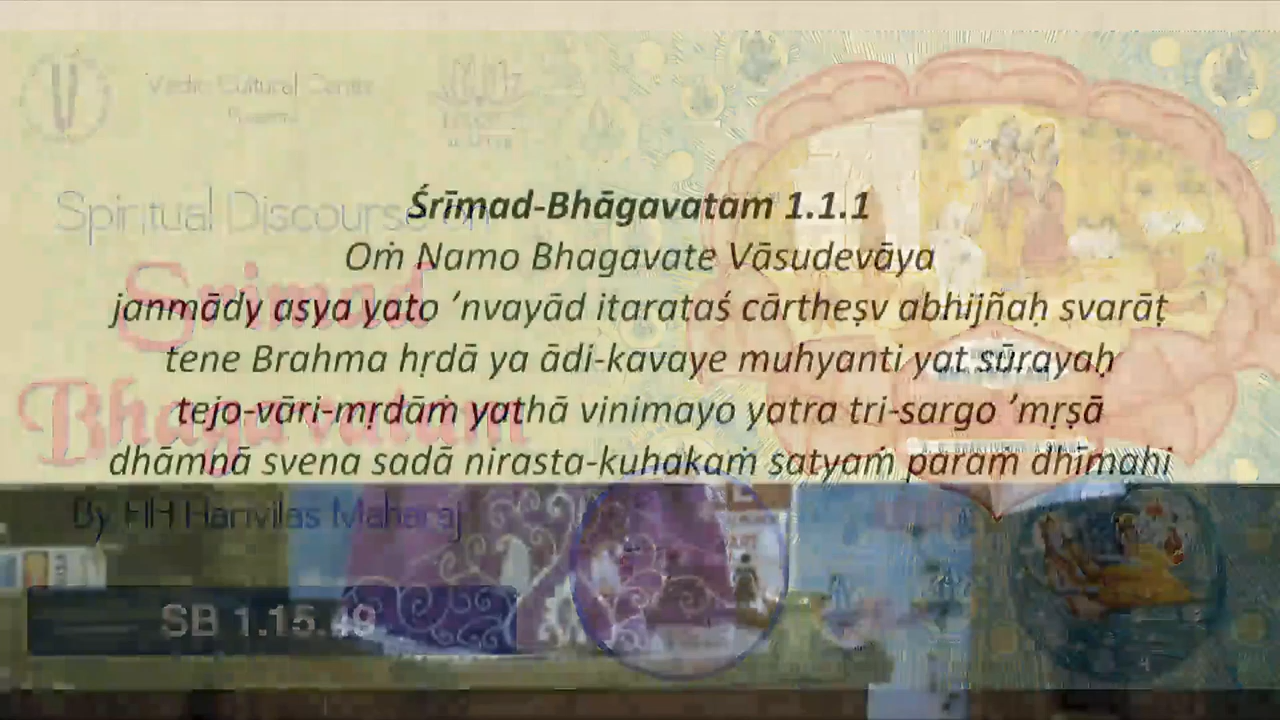 Vedic Cultural Centre
Spiritual Discourse on
Śrīmad-Bhāgavatam 1.1.1
Oṁ Namo Bhagavate Vāsudevāya
Srimad
janmādy asya yato ’nvayād itarataś cārtheṣv abhijñaḥ svarāṭ
tene Brahma hṛdā ya ādi-kavaye muhyanti yat sūrayaḥ
Bhagavatam
tejo-vāri-mṛdāṁ yathā vinimayo yatra tri-sargo ’mṛṣā
dhāmnā svena sadā nirasta-kuhakaṁ satyaṁ paraṁ dhīmahi
By HH Harivilas Maharaj
SB 1.15.49